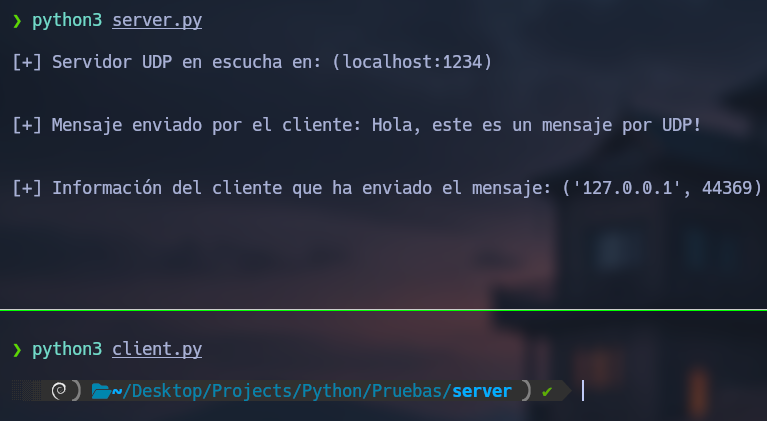 ❯ python3 server.py
[+] Servidor UDP en escucha en: (localhost:1234)
[+] Mensaje enviado por el cliente: Hola, este es un mensaje por UDP!
[+] Información del cliente que ha enviado el mensaje: ('127.0.0.1', 44369)
❯ python3 client.py
~/Desktop/Projects/Python/Pruebas/server ✔